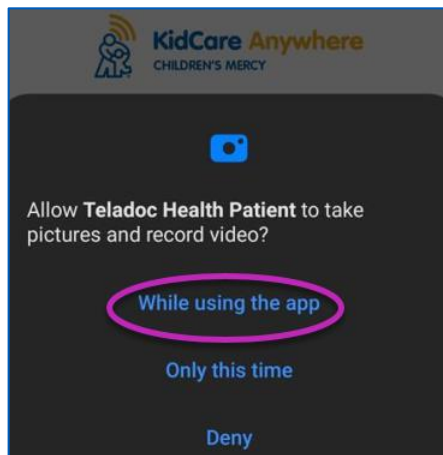 KidCare Anywhere
CHILDREN'S MERCY
Allow Teladoc Health Patient to take
pictures and record video?
While using the app
Only this time
Deny